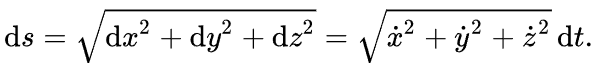 ds = √(dx² + dy² + dz²) = √(ẋ² + ẏ² + ż²) dt.